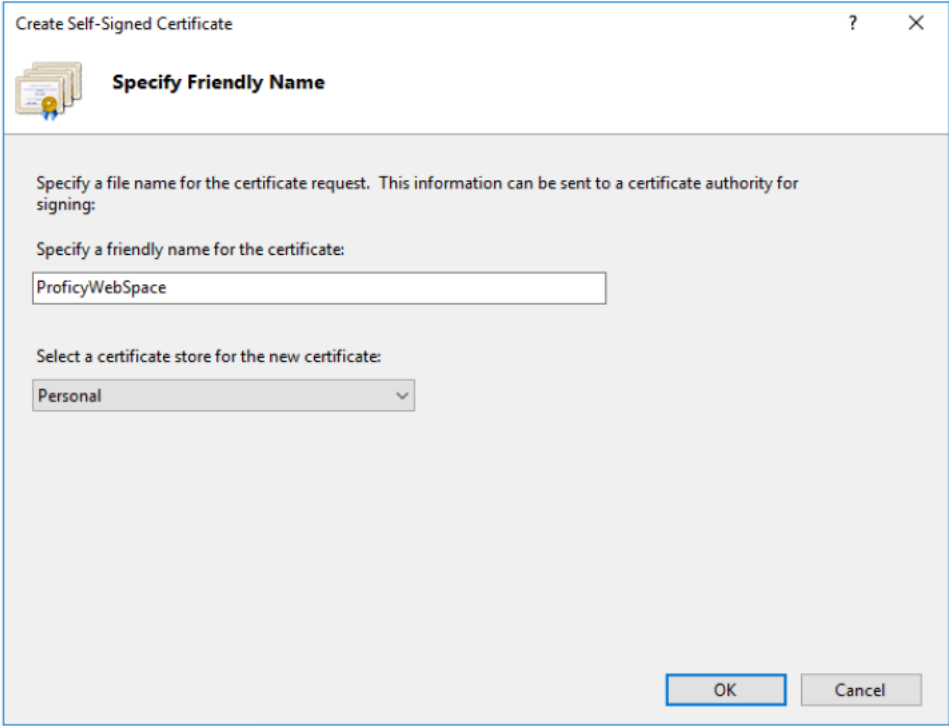 Create Self-Signed Certificate
?
Specify Friendly Name
Specify a file name for the certificate request.  This information can be sent to a certificate authority for
signing:
Specify a friendly name for the certificate:
ProficyWebSpace
Select a certificate store for the new certificate:
Personal
OK
Cancel